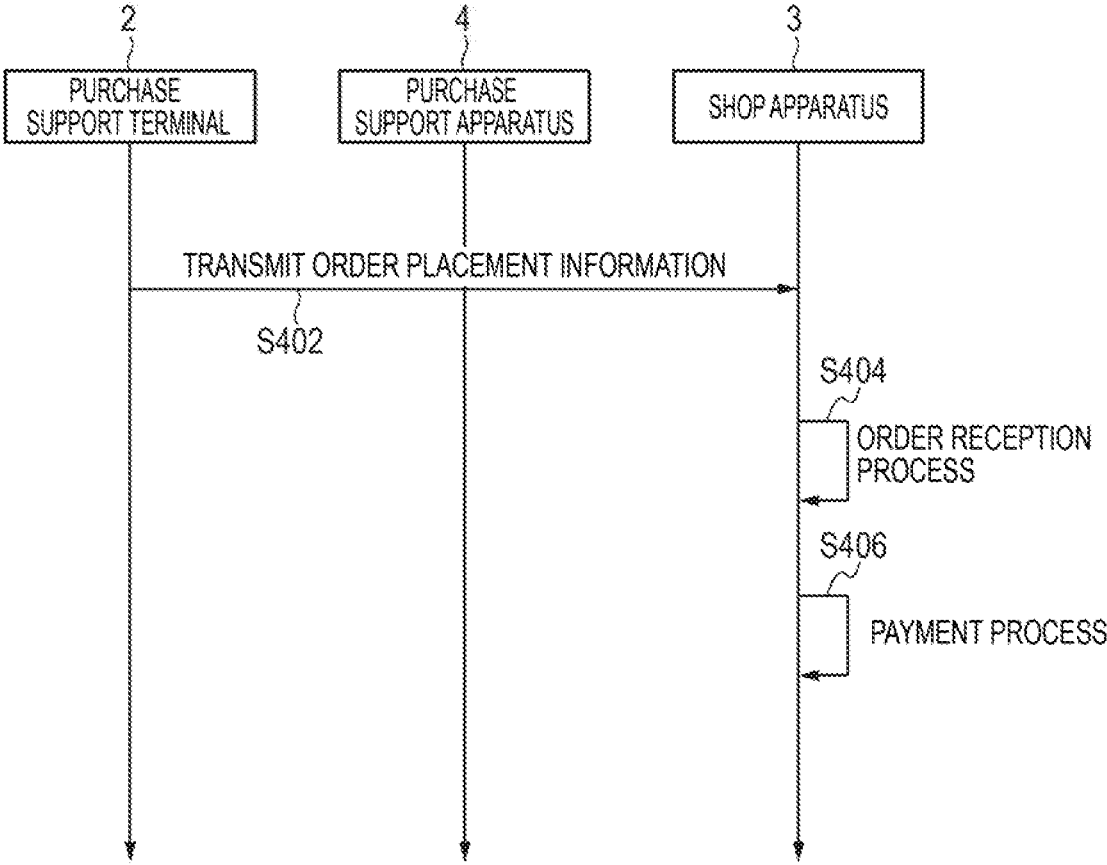 2
4
3
PURCHASE
SUPPORT TERMINAL
PURCHASE
SUPPORT APPARATUS
SHOP APPARATUS
TRANSMIT ORDER PLACEMENT INFORMATION
S402
S404
ORDER RECEPTION
PROCESS
S406
PAYMENT PROCESS